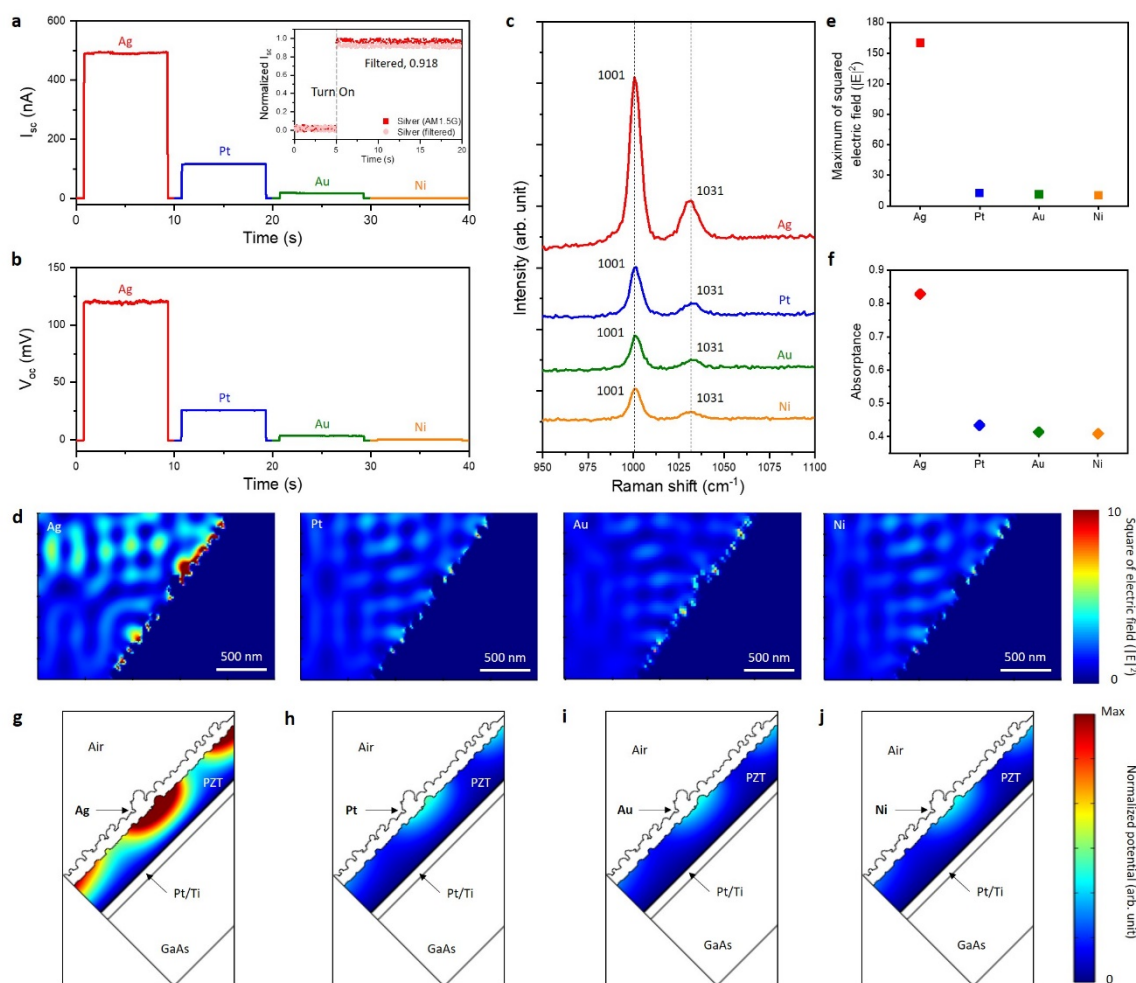 a
600
500
400
300
200
100
0
I_sc (nA)
Ag
Pt
Au
Ni
0 10 20 30 40
Time (s)
Normalized I_sc
1.0
0.8
0.6
0.4
0.2
0.0
Filtered, 0.918
Turn On
Silver (AM1.5G)
Silver (filtered)
0 5 10 15 20
Time (s)
b
150
100
50
0
V_oc (mV)
Ag
Pt
Au
Ni
0 10 20 30 40
Time (s)
c
Intensity (arb. unit)
1001
1031
Ag
1001
1031
Pt
1001
1031
Au
1001
1031
Ni
950 975 1000 1025 1050 1075 1100
Raman shift (cm⁻¹)
e
Maximum of squared
electric field (|E|²)
180
150
120
90
60
30
0
Ag Pt Au Ni
f
Absorptance
0.9
0.8
0.7
0.6
0.5
0.4
Ag Pt Au Ni
d
Ag
500 nm
Pt
500 nm
Au
500 nm
Ni
500 nm
10
0
Square of electric field (|E|²)
g
Air
Ag
PZT
Pt/Ti
GaAs
h
Air
Pt
PZT
Pt/Ti
GaAs
i
Air
Au
PZT
Pt/Ti
GaAs
j
Air
Ni
PZT
Pt/Ti
GaAs
Max
0
Normalized potential (arb. unit)